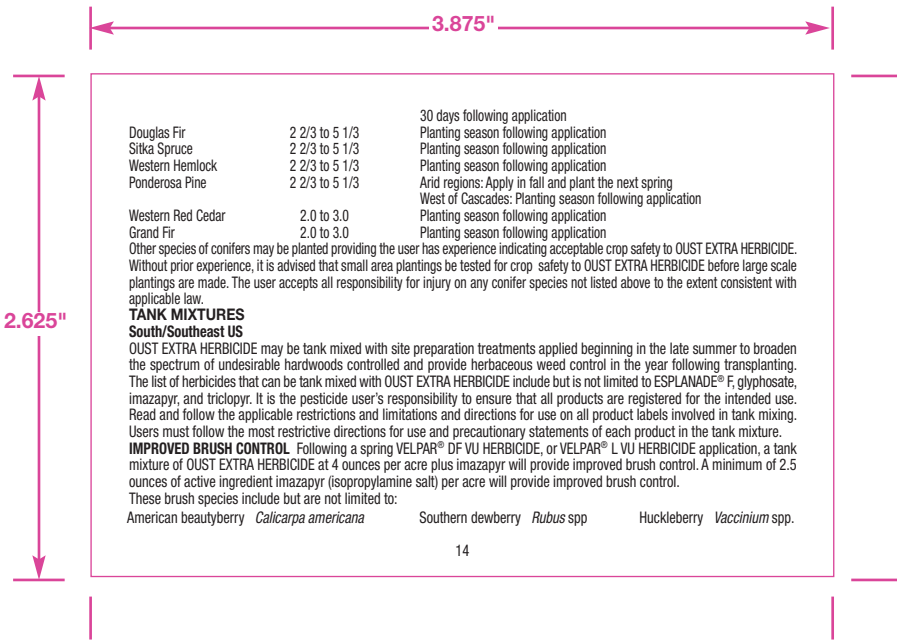 3.875"
2.625"
30 days following application
Douglas Fir 2 2/3 to 5 1/3 Planting season following application
Sitka Spruce 2 2/3 to 5 1/3 Planting season following application
Western Hemlock 2 2/3 to 5 1/3 Planting season following application
Ponderosa Pine 2 2/3 to 5 1/3 Arid regions: Apply in fall and plant the next spring
West of Cascades: Planting season following application
Western Red Cedar 2.0 to 3.0 Planting season following application
Grand Fir 2.0 to 3.0 Planting season following application
Other species of conifers may be planted providing the user has experience indicating acceptable crop safety to OUST EXTRA HERBICIDE.
Without prior experience, it is advised that small area plantings be tested for crop safety to OUST EXTRA HERBICIDE before large scale
plantings are made. The user accepts all responsibility for injury on any conifer species not listed above to the extent consistent with
applicable law.
TANK MIXTURES
South/Southeast US
OUST EXTRA HERBICIDE may be tank mixed with site preparation treatments applied beginning in the late summer to broaden
the spectrum of undesirable hardwoods controlled and provide herbaceous weed control in the year following transplanting.
The list of herbicides that can be tank mixed with OUST EXTRA HERBICIDE include but is not limited to ESPLANADE® F, glyphosate,
imazapyr, and triclopyr. It is the pesticide user's responsibility to ensure that all products are registered for the intended use.
Read and follow the applicable restrictions and limitations and directions for use on all product labels involved in tank mixing.
Users must follow the most restrictive directions for use and precautionary statements of each product in the tank mixture.
IMPROVED BRUSH CONTROL Following a spring VELPAR® DF VU HERBICIDE, or VELPAR® L VU HERBICIDE application, a tank
mixture of OUST EXTRA HERBICIDE at 4 ounces per acre plus imazapyr will provide improved brush control. A minimum of 2.5
ounces of active ingredient imazapyr (isopropylamine salt) per acre will provide improved brush control.
These brush species include but are not limited to:
American beautyberry Calicarpa americana Southern dewberry Rubus spp Huckleberry Vaccinium spp.
14